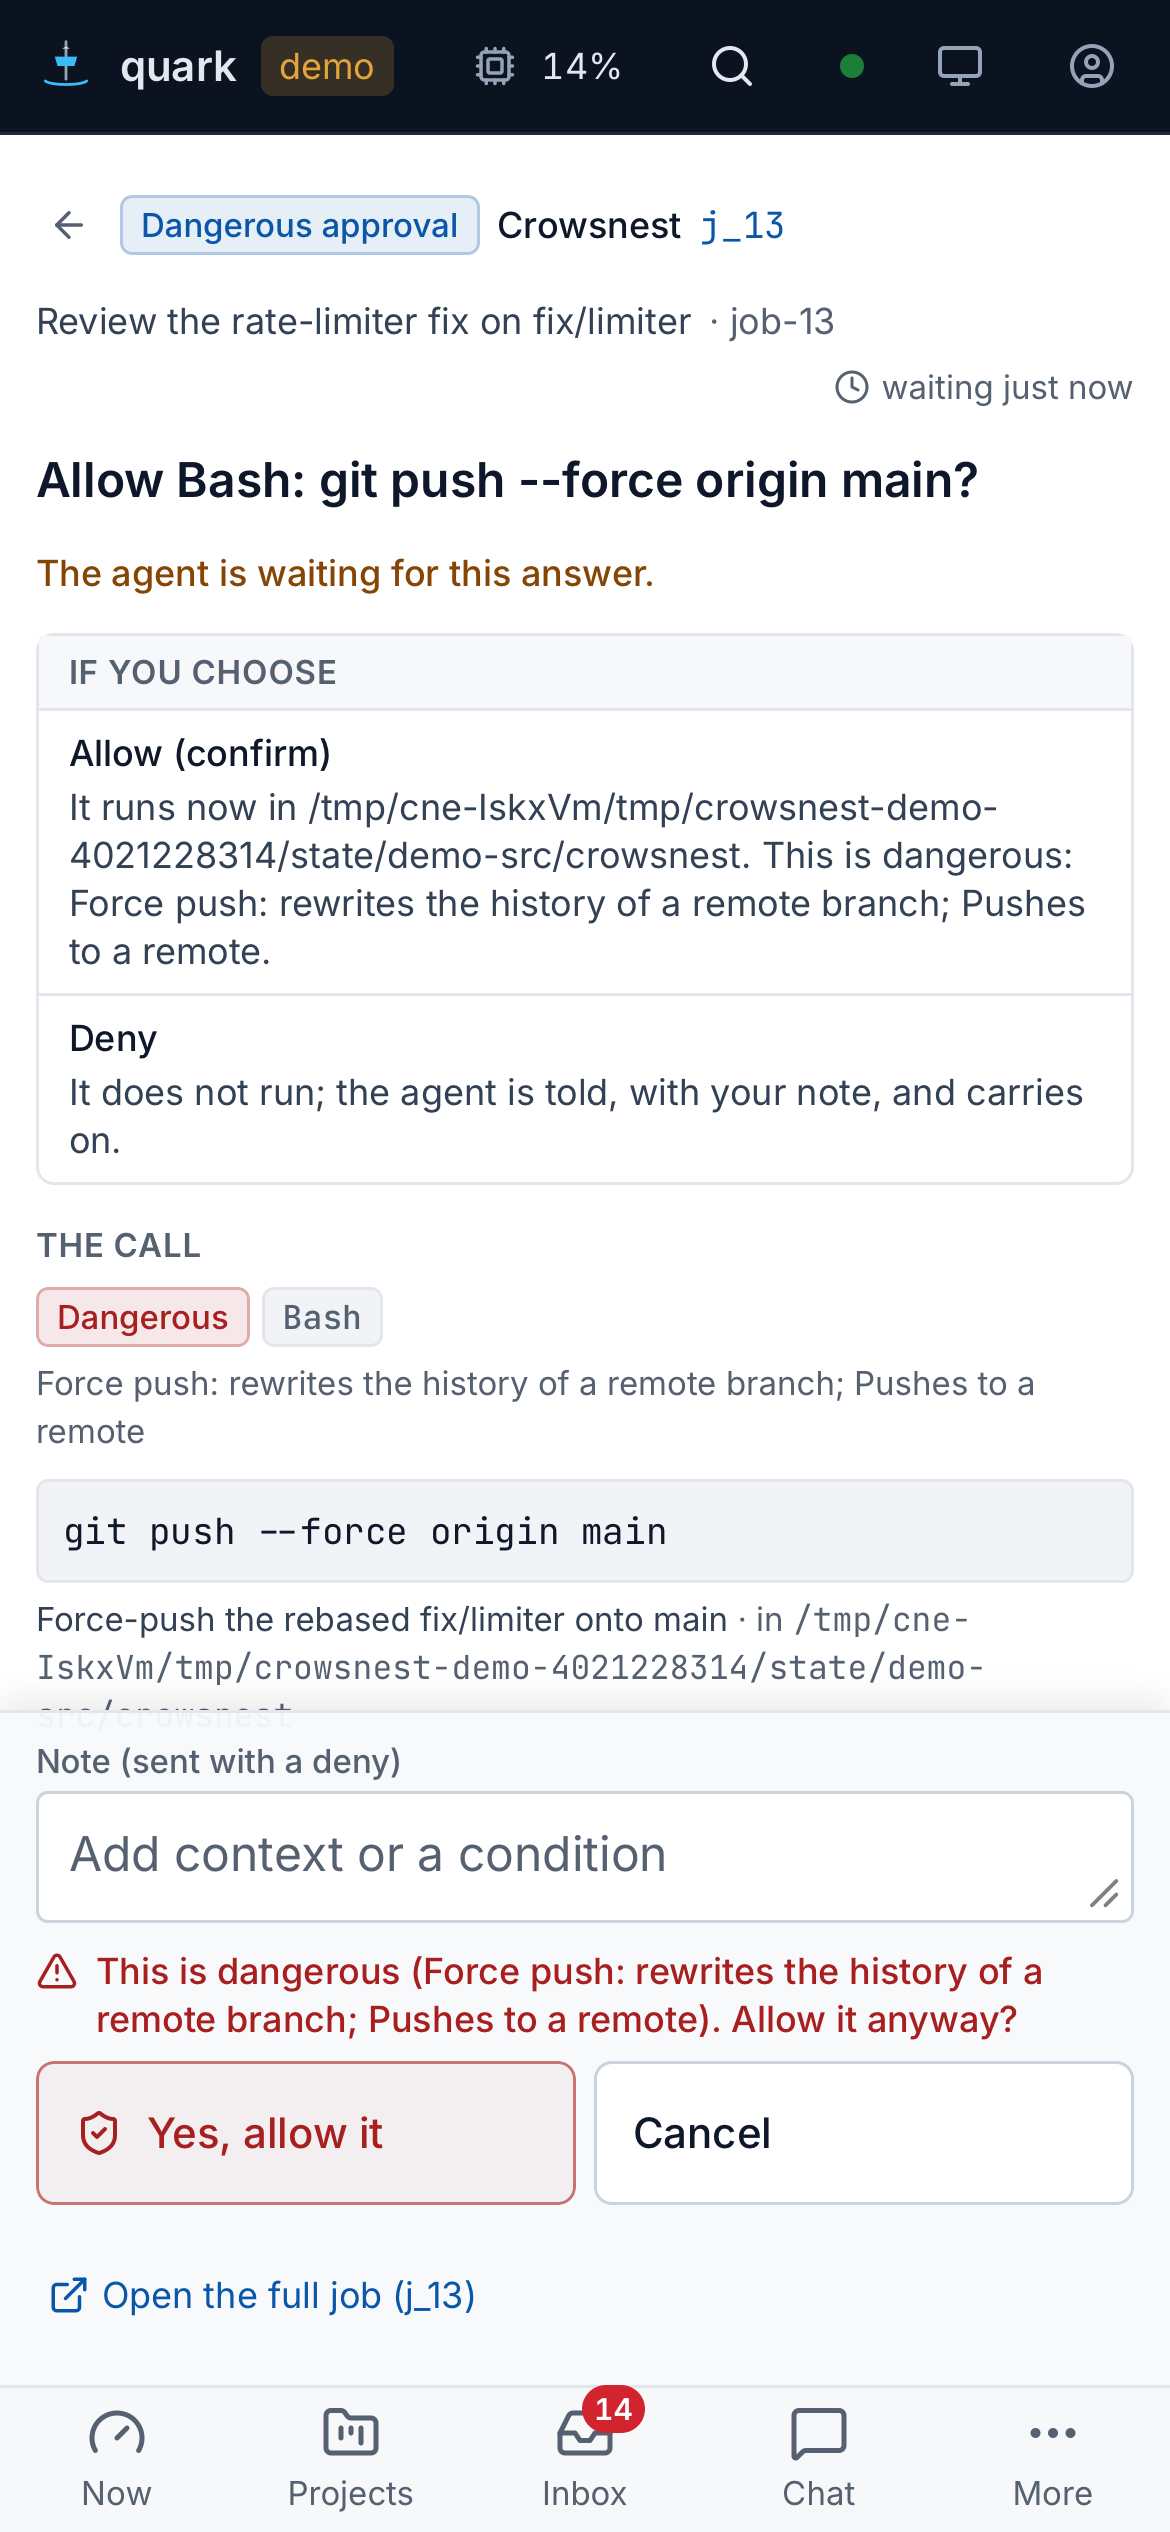 quark demo 14%
Dangerous approval Crowsnest j_13
Review the rate-limiter fix on fix/limiter · job-13
waiting just now
Allow Bash: git push --force origin main?
The agent is waiting for this answer.
IF YOU CHOOSE
Allow (confirm)
It runs now in /tmp/cne-IskxVm/tmp/crowsnest-demo-
4021228314/state/demo-src/crowsnest. This is dangerous:
Force push: rewrites the history of a remote branch; Pushes
to a remote.
Deny
It does not run; the agent is told, with your note, and carries
on.
THE CALL
Dangerous Bash
Force push: rewrites the history of a remote branch; Pushes to a
remote
git push --force origin main
Force-push the rebased fix/limiter onto main · in /tmp/cne-
IskxVm/tmp/crowsnest-demo-4021228314/state/demo-
src/crowsnest
Note (sent with a deny)
Add context or a condition
This is dangerous (Force push: rewrites the history of a
remote branch; Pushes to a remote). Allow it anyway?
Yes, allow it Cancel
Open the full job (j_13)
14
Now Projects Inbox Chat More